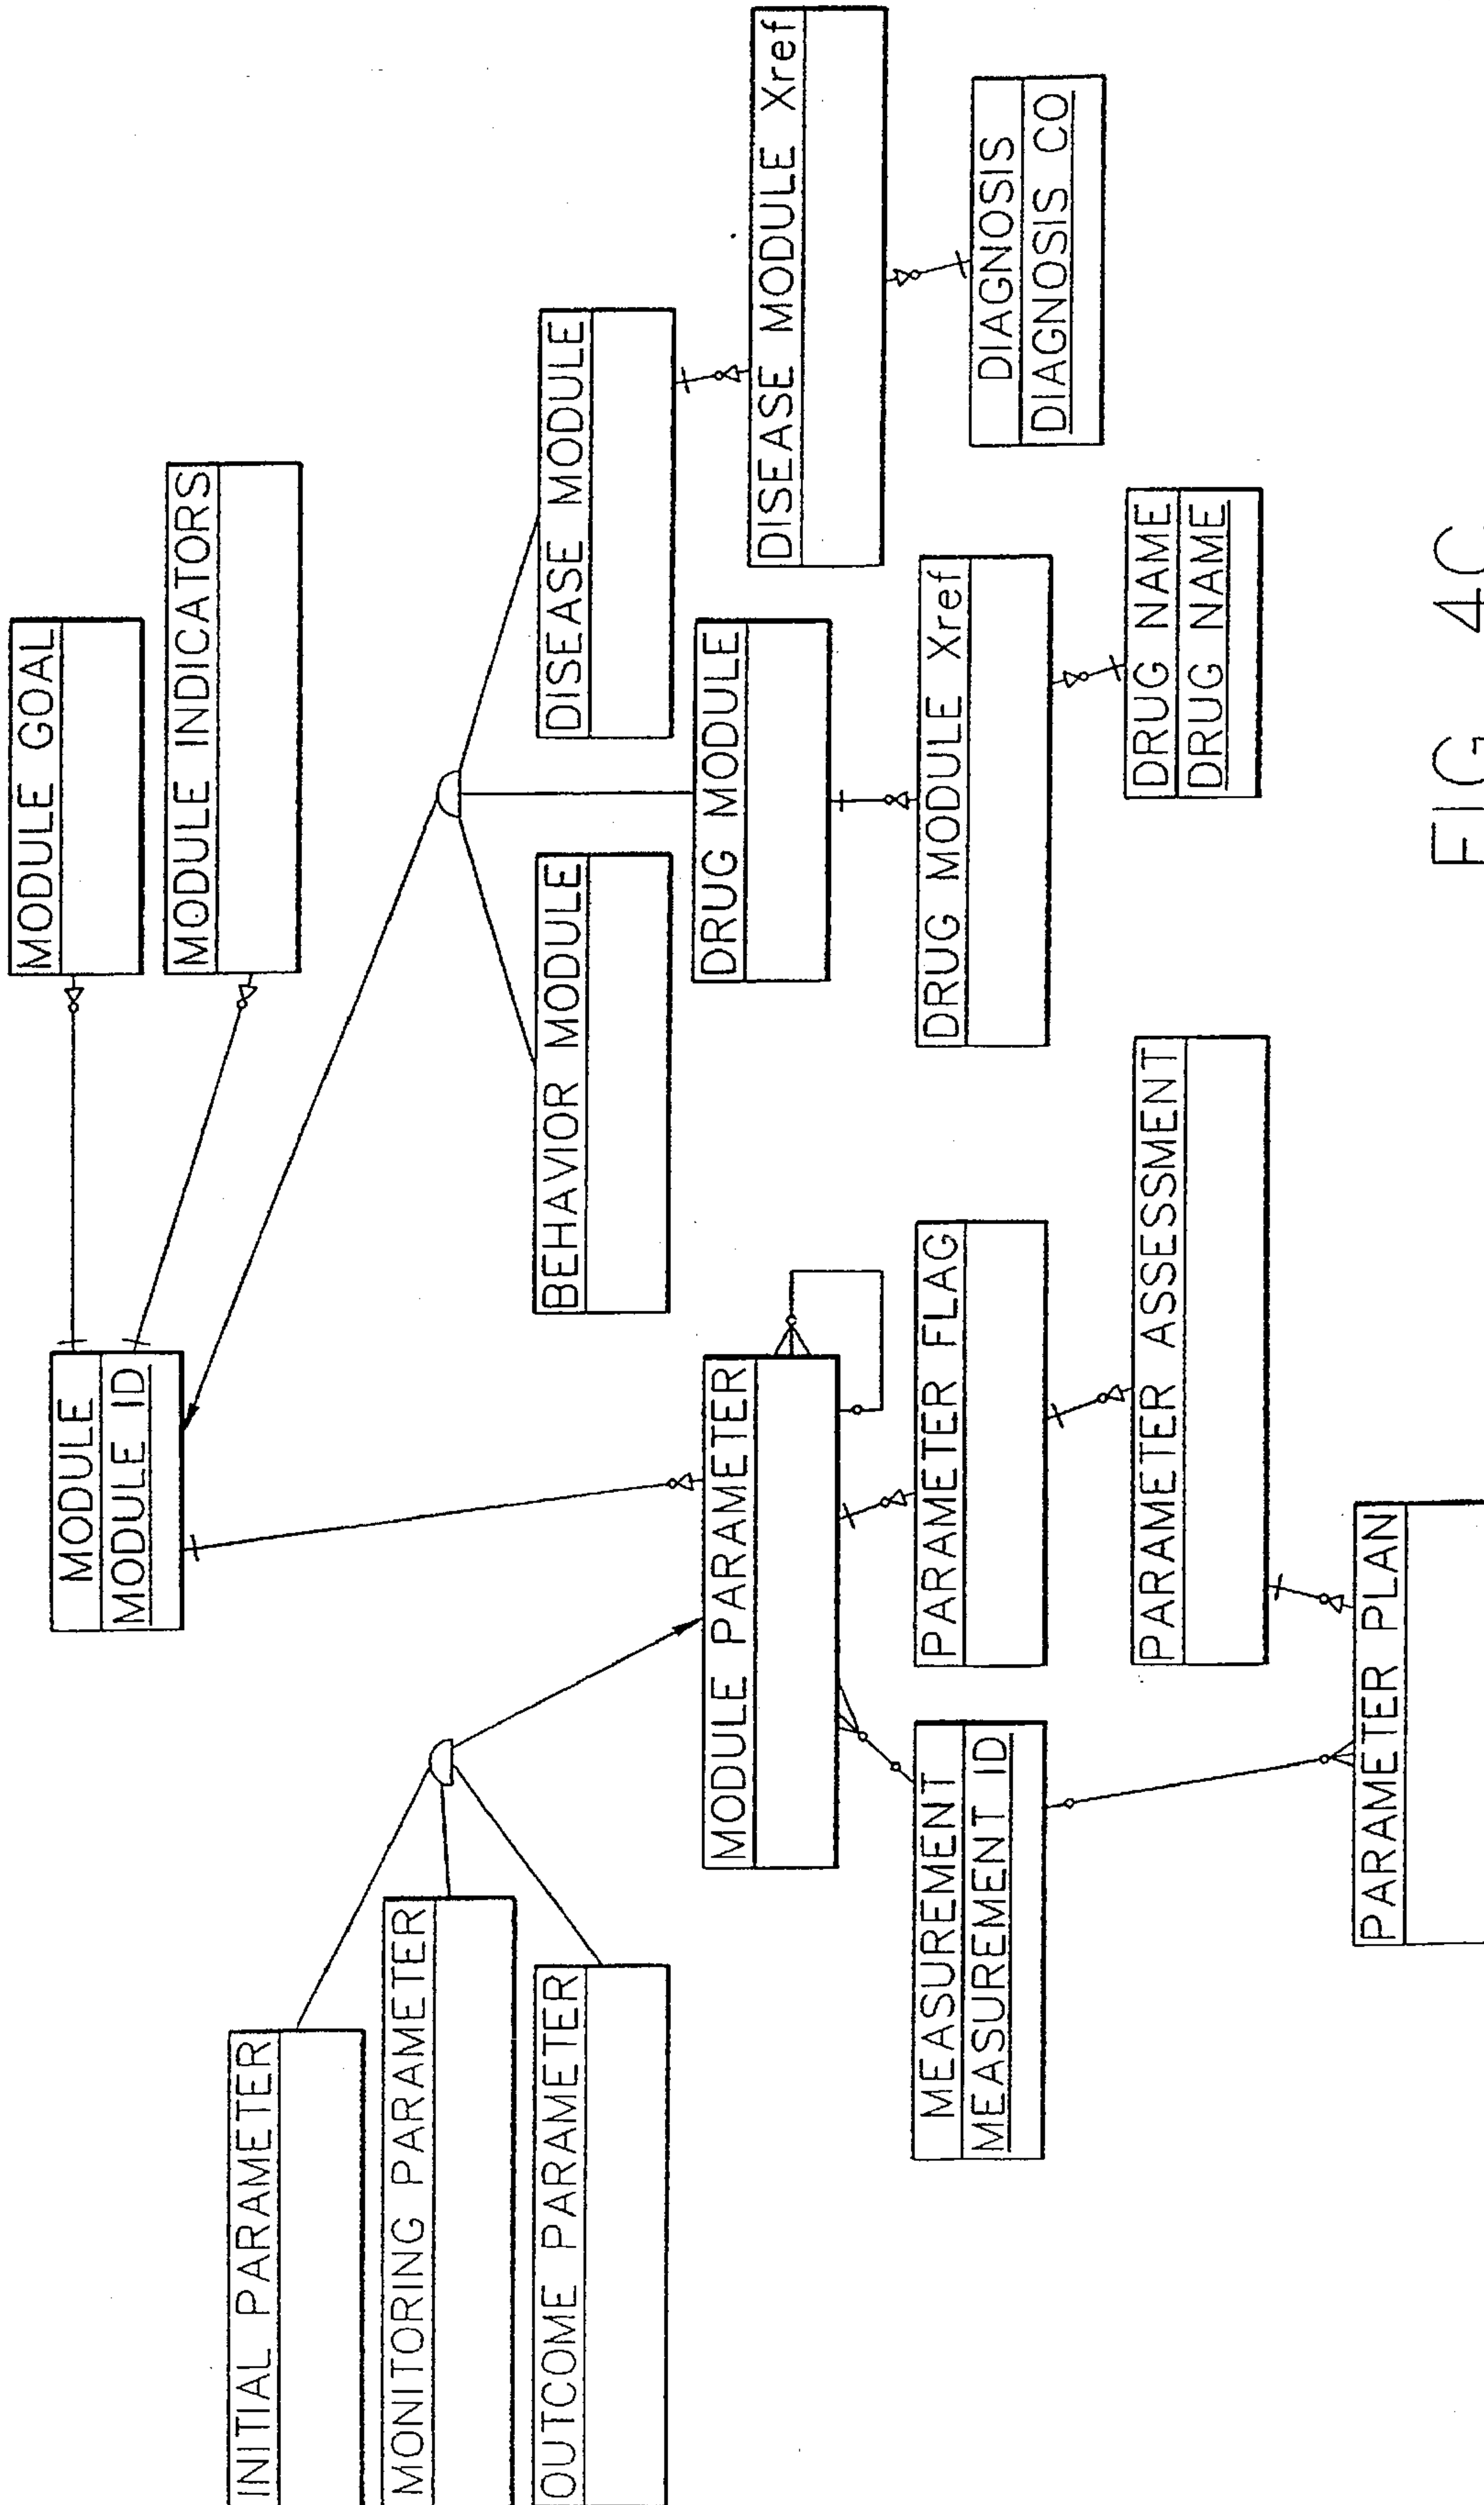 MODULE GOAL
MODULE INDICATORS
MODULE
MODULE ID
INITIAL PARAMETER
MONITORING PARAMETER
OUTCOME PARAMETER
BEHAVIOR MODULE
DISEASE MODULE
DRUG MODULE
MODULE PARAMETER
DISEASE MODULE Xref
DRUG MODULE Xref
PARAMETER FLAG
MEASUREMENT
MEASUREMENT ID
DIAGNOSIS
DIAGNOSIS CO
DRUG NAME
DRUG NAME
PARAMETER ASSESSMENT
PARAMETER PLAN
FIG. 4C